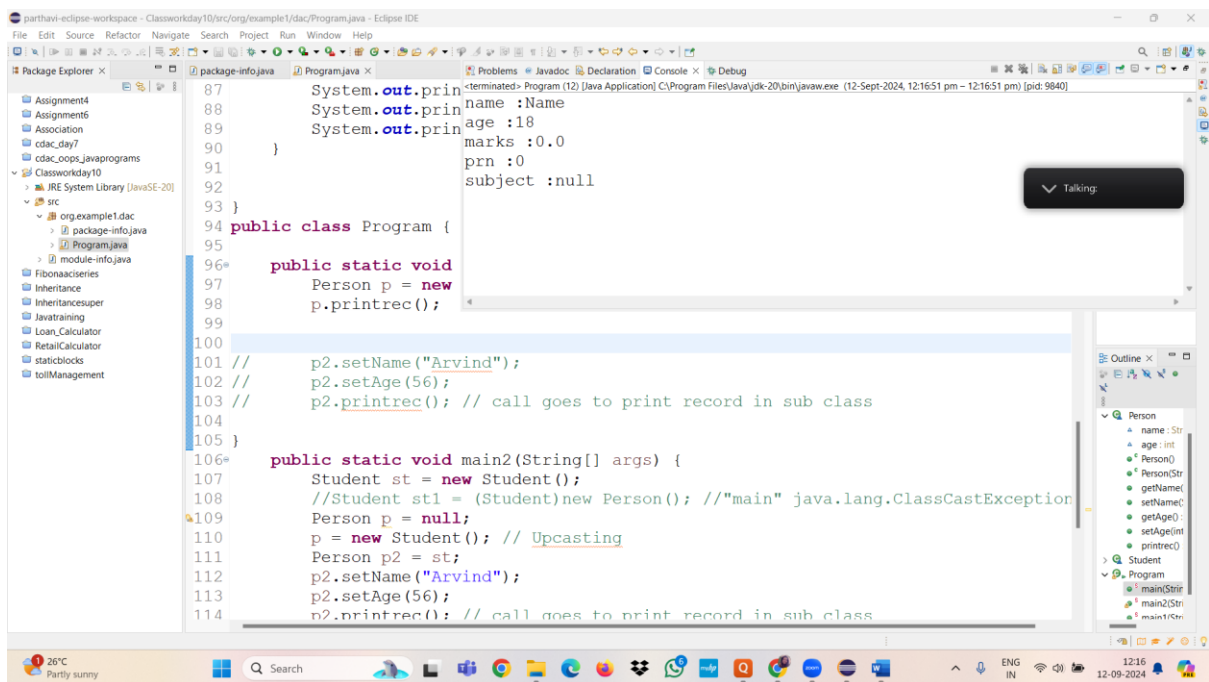 parthavi-eclipse-workspace - Classworkday10/src/org/example1/dac/Program.java - Eclipse IDE
File Edit Source Refactor Navigate Search Project Run Window Help
Package Explorer
Assignment4
Assignment6
Association
cdac_day7
cdac_oops_javaprograms
Classworkday10
JRE System Library [JavaSE-20]
src
org.example1.dac
package-info.java
Program.java
module-info.java
Fibonaaciseries
Inheritance
Inheritancesuper
Javatraining
Loan_Calculator
RetailCalculator
staticblocks
tollManagement
package-info.java Program.java
87 System.out.prin
88 System.out.prin
89 System.out.prin
90 }
91
92
93 }
94 public class Program {
95
96 public static void
97 Person p = new
98 p.printrec();
99
100
101 // p2.setName("Arvind");
102 // p2.setAge(56);
103 // p2.printrec(); // call goes to print record in sub class
104
105 }
106 public static void main2(String[] args) {
107 Student st = new Student();
108 //Student st1 = (Student)new Person(); //"main" java.lang.ClassCastException
109 Person p = null;
110 p = new Student(); // Upcasting
111 Person p2 = st;
112 p2.setName("Arvind");
113 p2.setAge(56);
114 p2.printrec(); // call goes to print record in sub class
Problems Javadoc Declaration Console Debug
<terminated> Program (12) [Java Application] C:\Program Files\Java\jdk-20\bin\javaw.exe (12-Sept-2024, 12:16:51 pm – 12:16:51 pm) [pid: 9840]
name :Name
age :18
marks :0.0
prn :0
subject :null
Talking:
Outline
Person
name : Str
age : int
Person()
Person(Str
getName(
setName(
getAge() :
setAge(int
printrec()
Student
Program
main(Strin
main2(Stri
main1(Stri
1
26°C
Partly sunny
Search
6
ENG
IN
12:16
12-09-2024